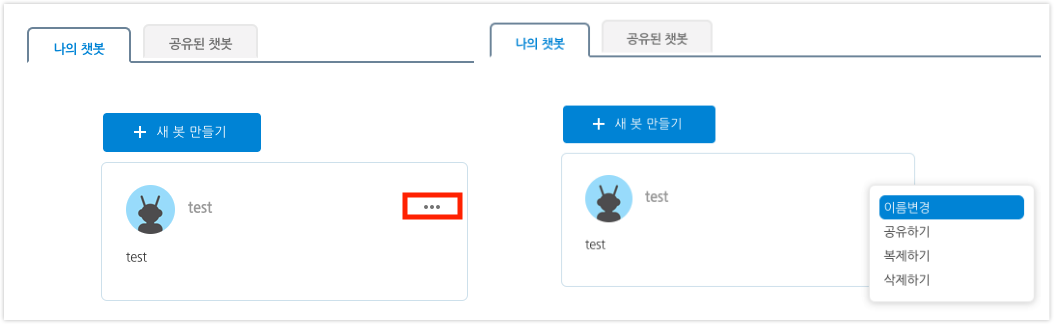 나의 챗봇
공유된 챗봇
+ 새 봇 만들기
test
•••
test
나의 챗봇
공유된 챗봇
+ 새 봇 만들기
test
test
이름변경
공유하기
복제하기
삭제하기